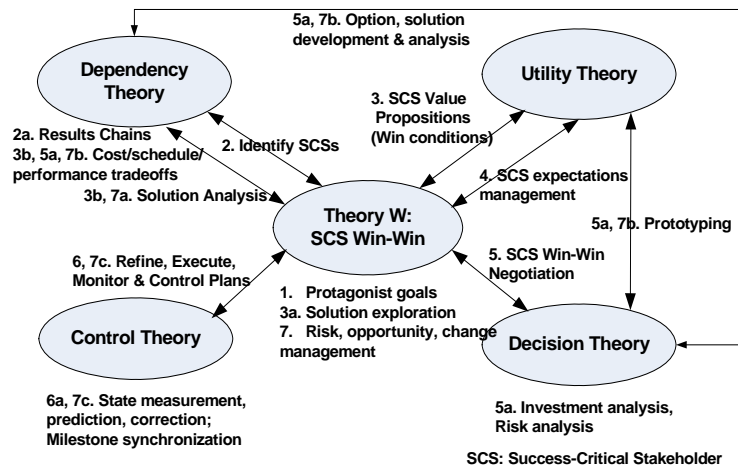 5a, 7b. Option, solution
development & analysis
Dependency
Theory
Utility Theory
3. SCS Value
Propositions
(Win conditions)
2. Identify SCSs
2a. Results Chains
3b, 5a, 7b. Cost/schedule/
performance tradeoffs
3b, 7a. Solution Analysis
4. SCS expectations
management
Theory W:
SCS Win-Win
5a, 7b. Prototyping
6, 7c. Refine, Execute,
Monitor & Control Plans
5. SCS Win-Win
Negotiation
1. Protagonist goals
3a. Solution exploration
7. Risk, opportunity, change
management
Control Theory
Decision Theory
6a, 7c. State measurement,
prediction, correction;
Milestone synchronization
5a. Investment analysis,
Risk analysis
SCS: Success-Critical Stakeholder